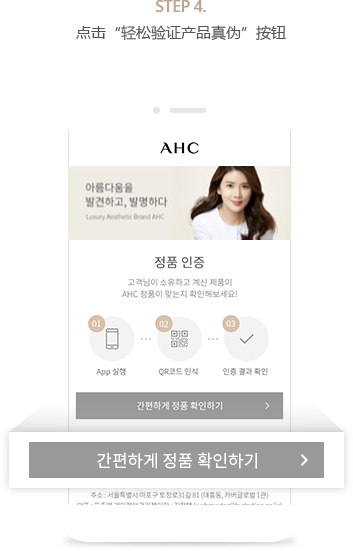 STEP 4.
点击 “轻松验证产品真伪” 按钮
AHC
아름다움을
발견하고, 발명하다
Luxury Aesthetic Brand AHC
정품 인증
고객님이 소유하고 계신 제품이
AHC 정품이 맞는지 확인해보세요!
01 02 03
App 실행 QR코드 인식 인증 결과 확인
간편하게 정품 확인하기
간편하게 정품 확인하기
주소 : 서울특별시 마포구 토정로31길 81 (대흥동, 카버글로벌 1관)